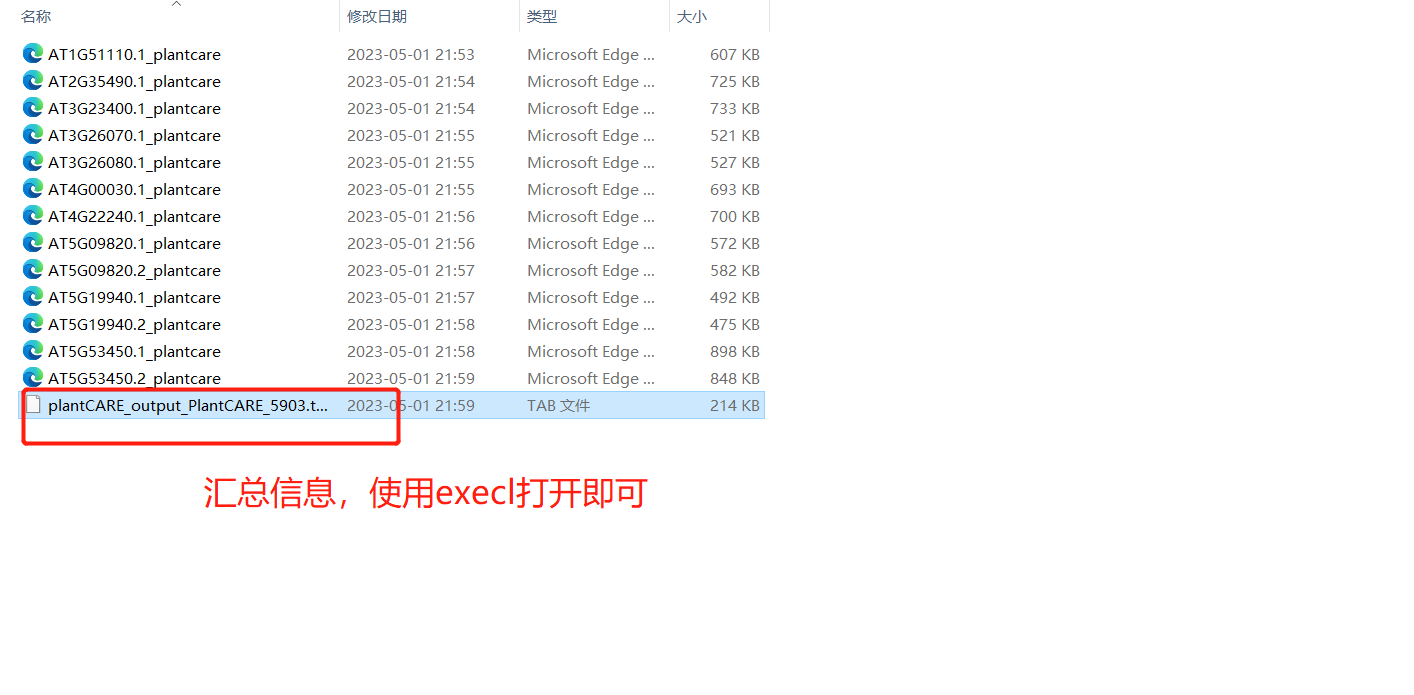 名称 修改日期 类型 大小
AT1G51110.1_plantcare 2023-05-01 21:53 Microsoft Edge ... 607 KB
AT2G35490.1_plantcare 2023-05-01 21:54 Microsoft Edge ... 725 KB
AT3G23400.1_plantcare 2023-05-01 21:54 Microsoft Edge ... 733 KB
AT3G26070.1_plantcare 2023-05-01 21:55 Microsoft Edge ... 521 KB
AT3G26080.1_plantcare 2023-05-01 21:55 Microsoft Edge ... 527 KB
AT4G00030.1_plantcare 2023-05-01 21:55 Microsoft Edge ... 693 KB
AT4G22240.1_plantcare 2023-05-01 21:56 Microsoft Edge ... 700 KB
AT5G09820.1_plantcare 2023-05-01 21:56 Microsoft Edge ... 572 KB
AT5G09820.2_plantcare 2023-05-01 21:57 Microsoft Edge ... 582 KB
AT5G19940.1_plantcare 2023-05-01 21:57 Microsoft Edge ... 492 KB
AT5G19940.2_plantcare 2023-05-01 21:58 Microsoft Edge ... 475 KB
AT5G53450.1_plantcare 2023-05-01 21:58 Microsoft Edge ... 898 KB
AT5G53450.2_plantcare 2023-05-01 21:59 Microsoft Edge ... 848 KB
plantCARE_output_PlantCARE_5903.t... 2023-05-01 21:59 TAB 文件 214 KB
汇总信息，使用execl打开即可